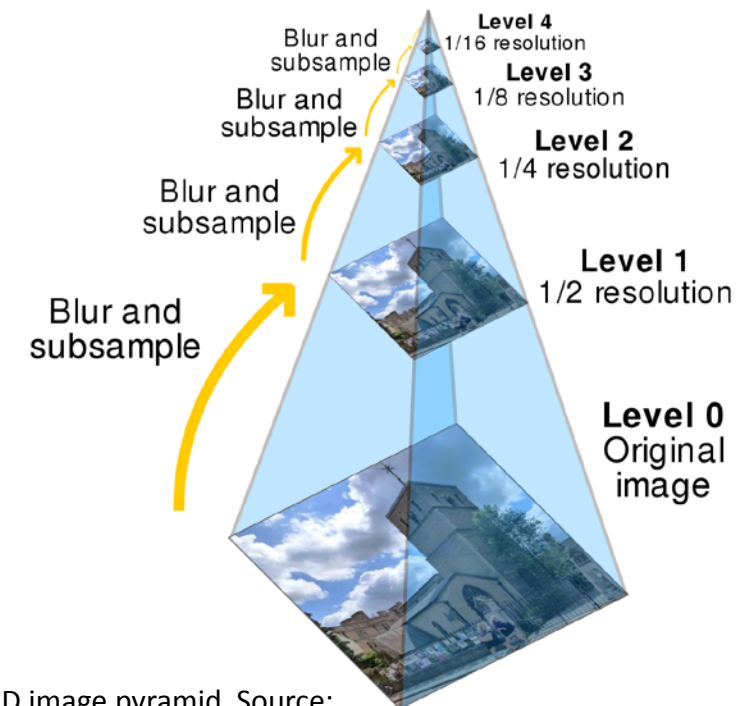 Level 4
1/16 resolution
Blur and
subsample
Level 3
1/8 resolution
Blur and
subsample
Level 2
1/4 resolution
Blur and
subsample
Level 1
1/2 resolution
Blur and
subsample
Level 0
Original
image
D image pyramid. Source: